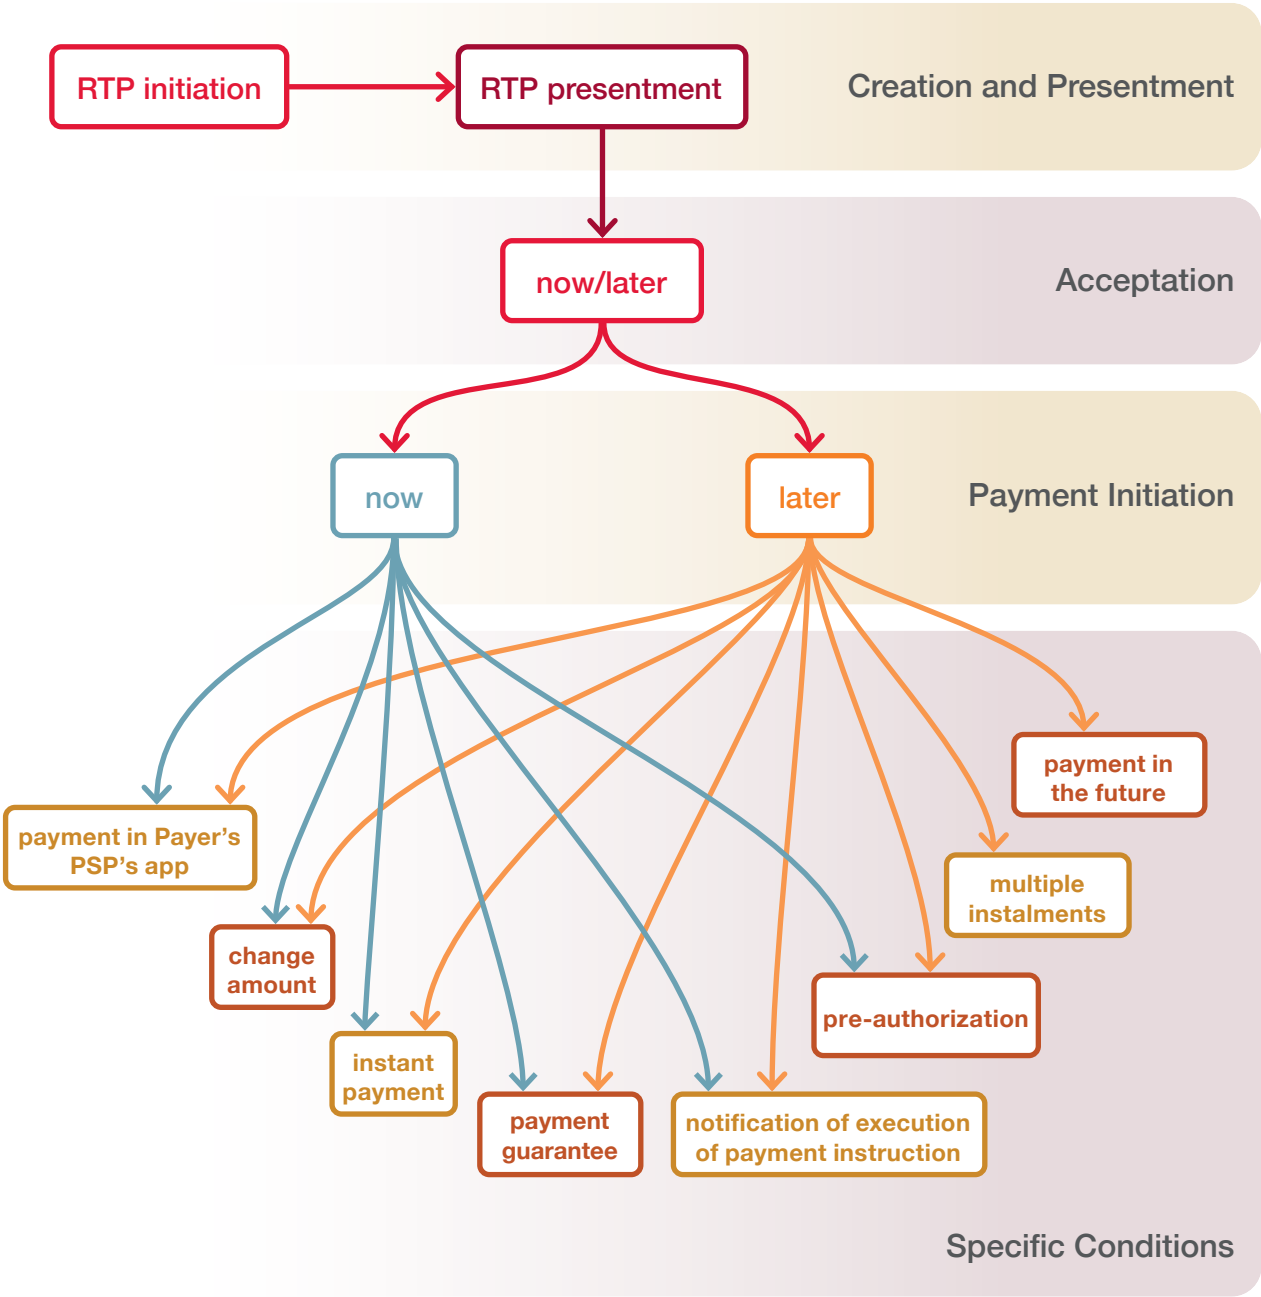 RTP initiation
RTP presentment
Creation and Presentment
now/later
Acceptation
now
later
Payment Initiation
payment in
the future
payment in Payer's
PSP's app
multiple
instalments
change
amount
pre-authorization
instant
payment
payment
guarantee
notification of execution
of payment instruction
Specific Conditions